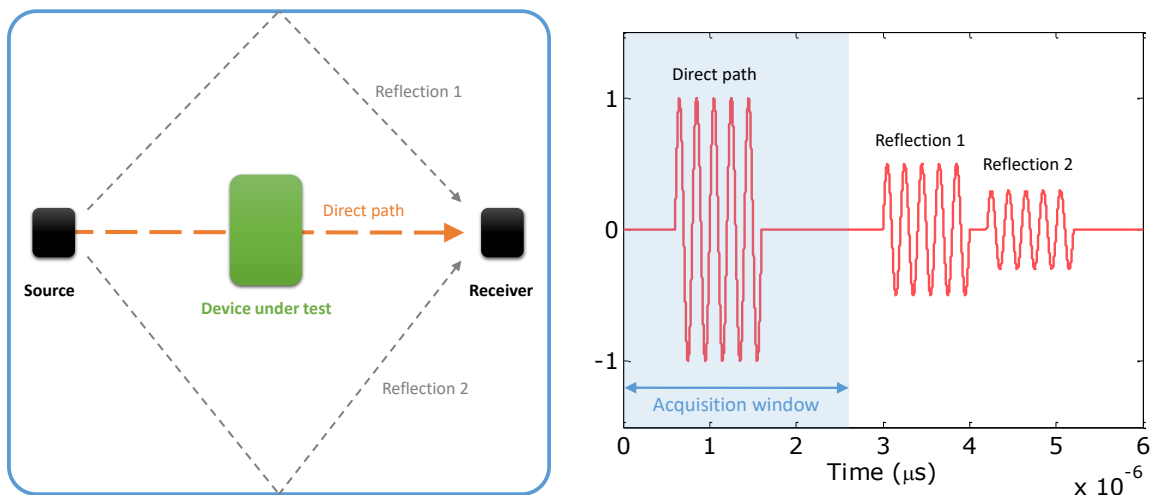 Reflection 1
Direct path
Source
Receiver
Device under test
Reflection 2
Direct path
Reflection 1
Reflection 2
1
0
-1
Acquisition window
0 1 2 3 4 5 6
Time (μs)
x 10⁻⁶